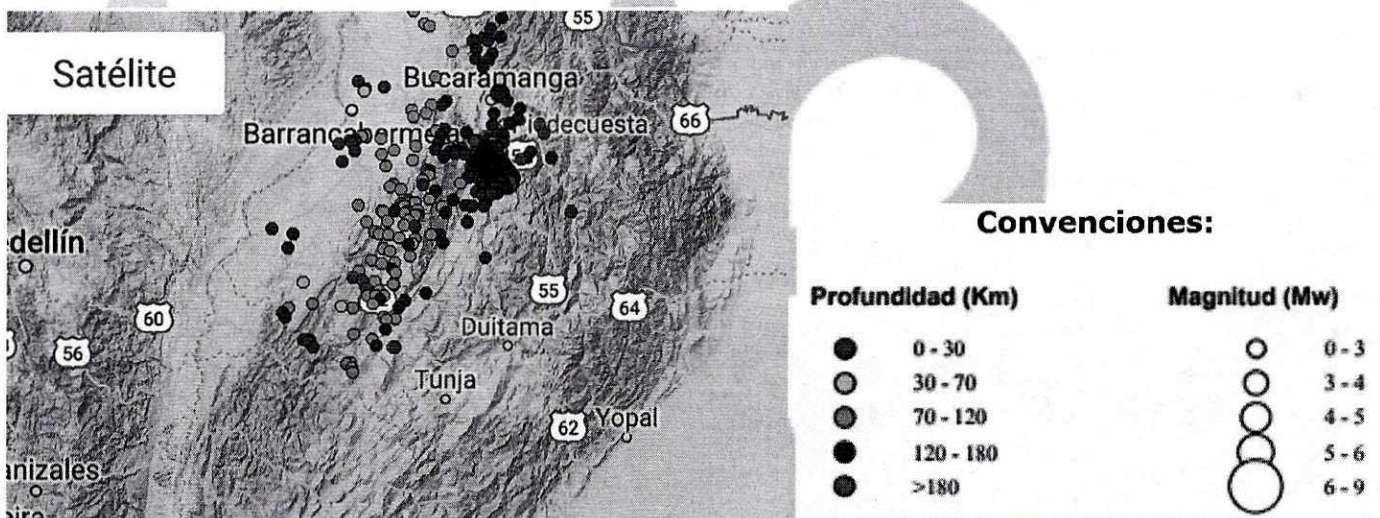 55
Satélite
Bucaramanga
66
Barrancabermeja
Convenciones:
dellín
Profundidad (Km)
Magnitud (Mw)
55
64
60
0 - 30
0 - 3
Duitama
56
30 - 70
3 - 4
Tunja
70 - 120
4 - 5
62
Yopal
120 - 180
5 - 6
anizales
>180
6 - 9